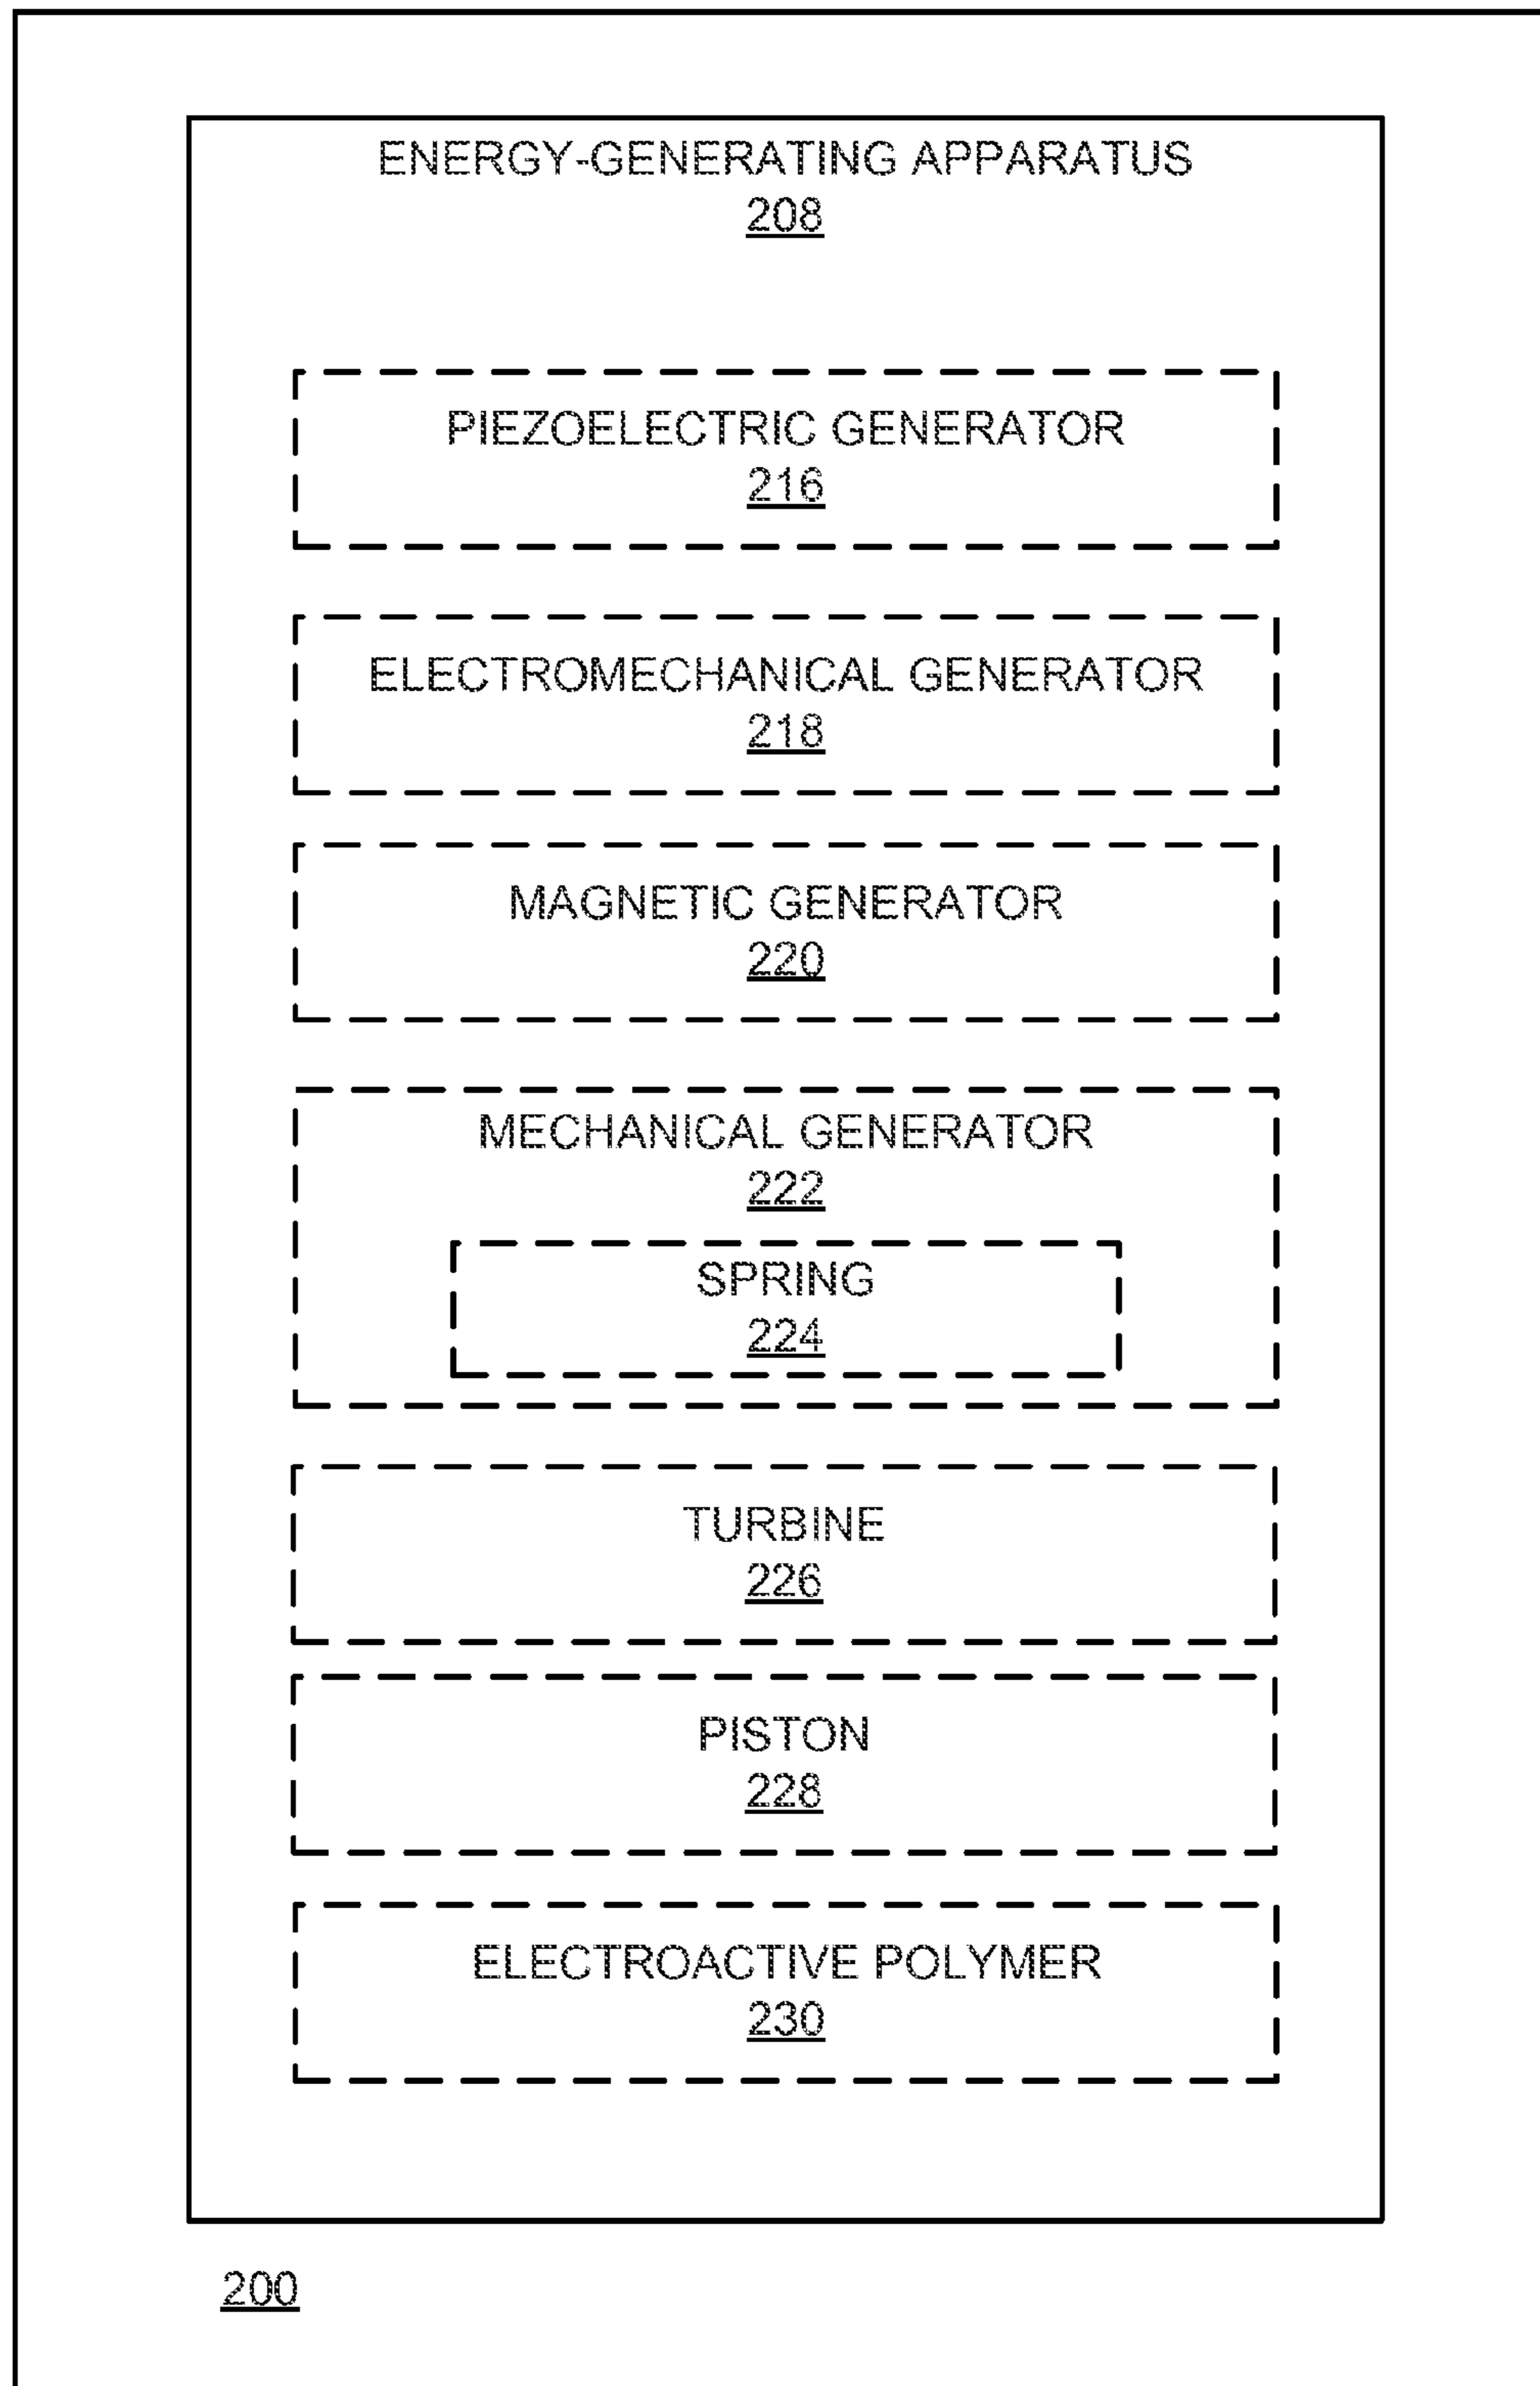 ENERGY-GENERATING APPARATUS
208
PIEZOELECTRIC GENERATOR
216
ELECTROMECHANICAL GENERATOR
218
MAGNETIC GENERATOR
220
MECHANICAL GENERATOR
222
SPRING
224
TURBINE
226
PISTON
228
ELECTROACTIVE POLYMER
230
200